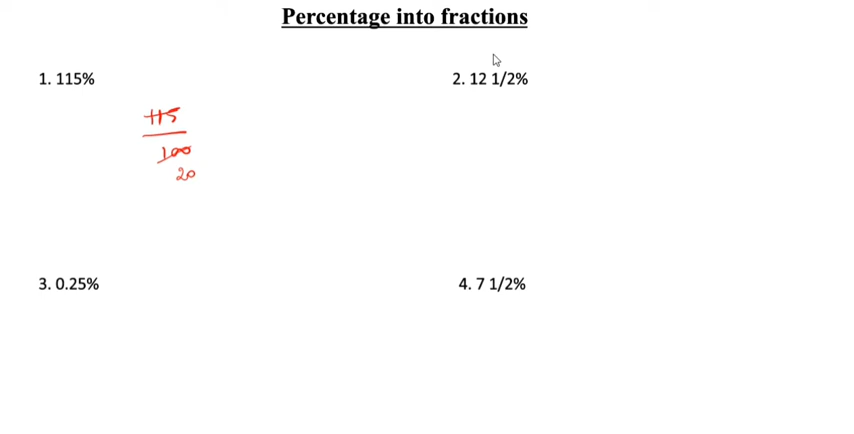 Percentage into fractions
1. 115%
2. 12 1/2%
115
100
20
3. 0.25%
4. 7 1/2%